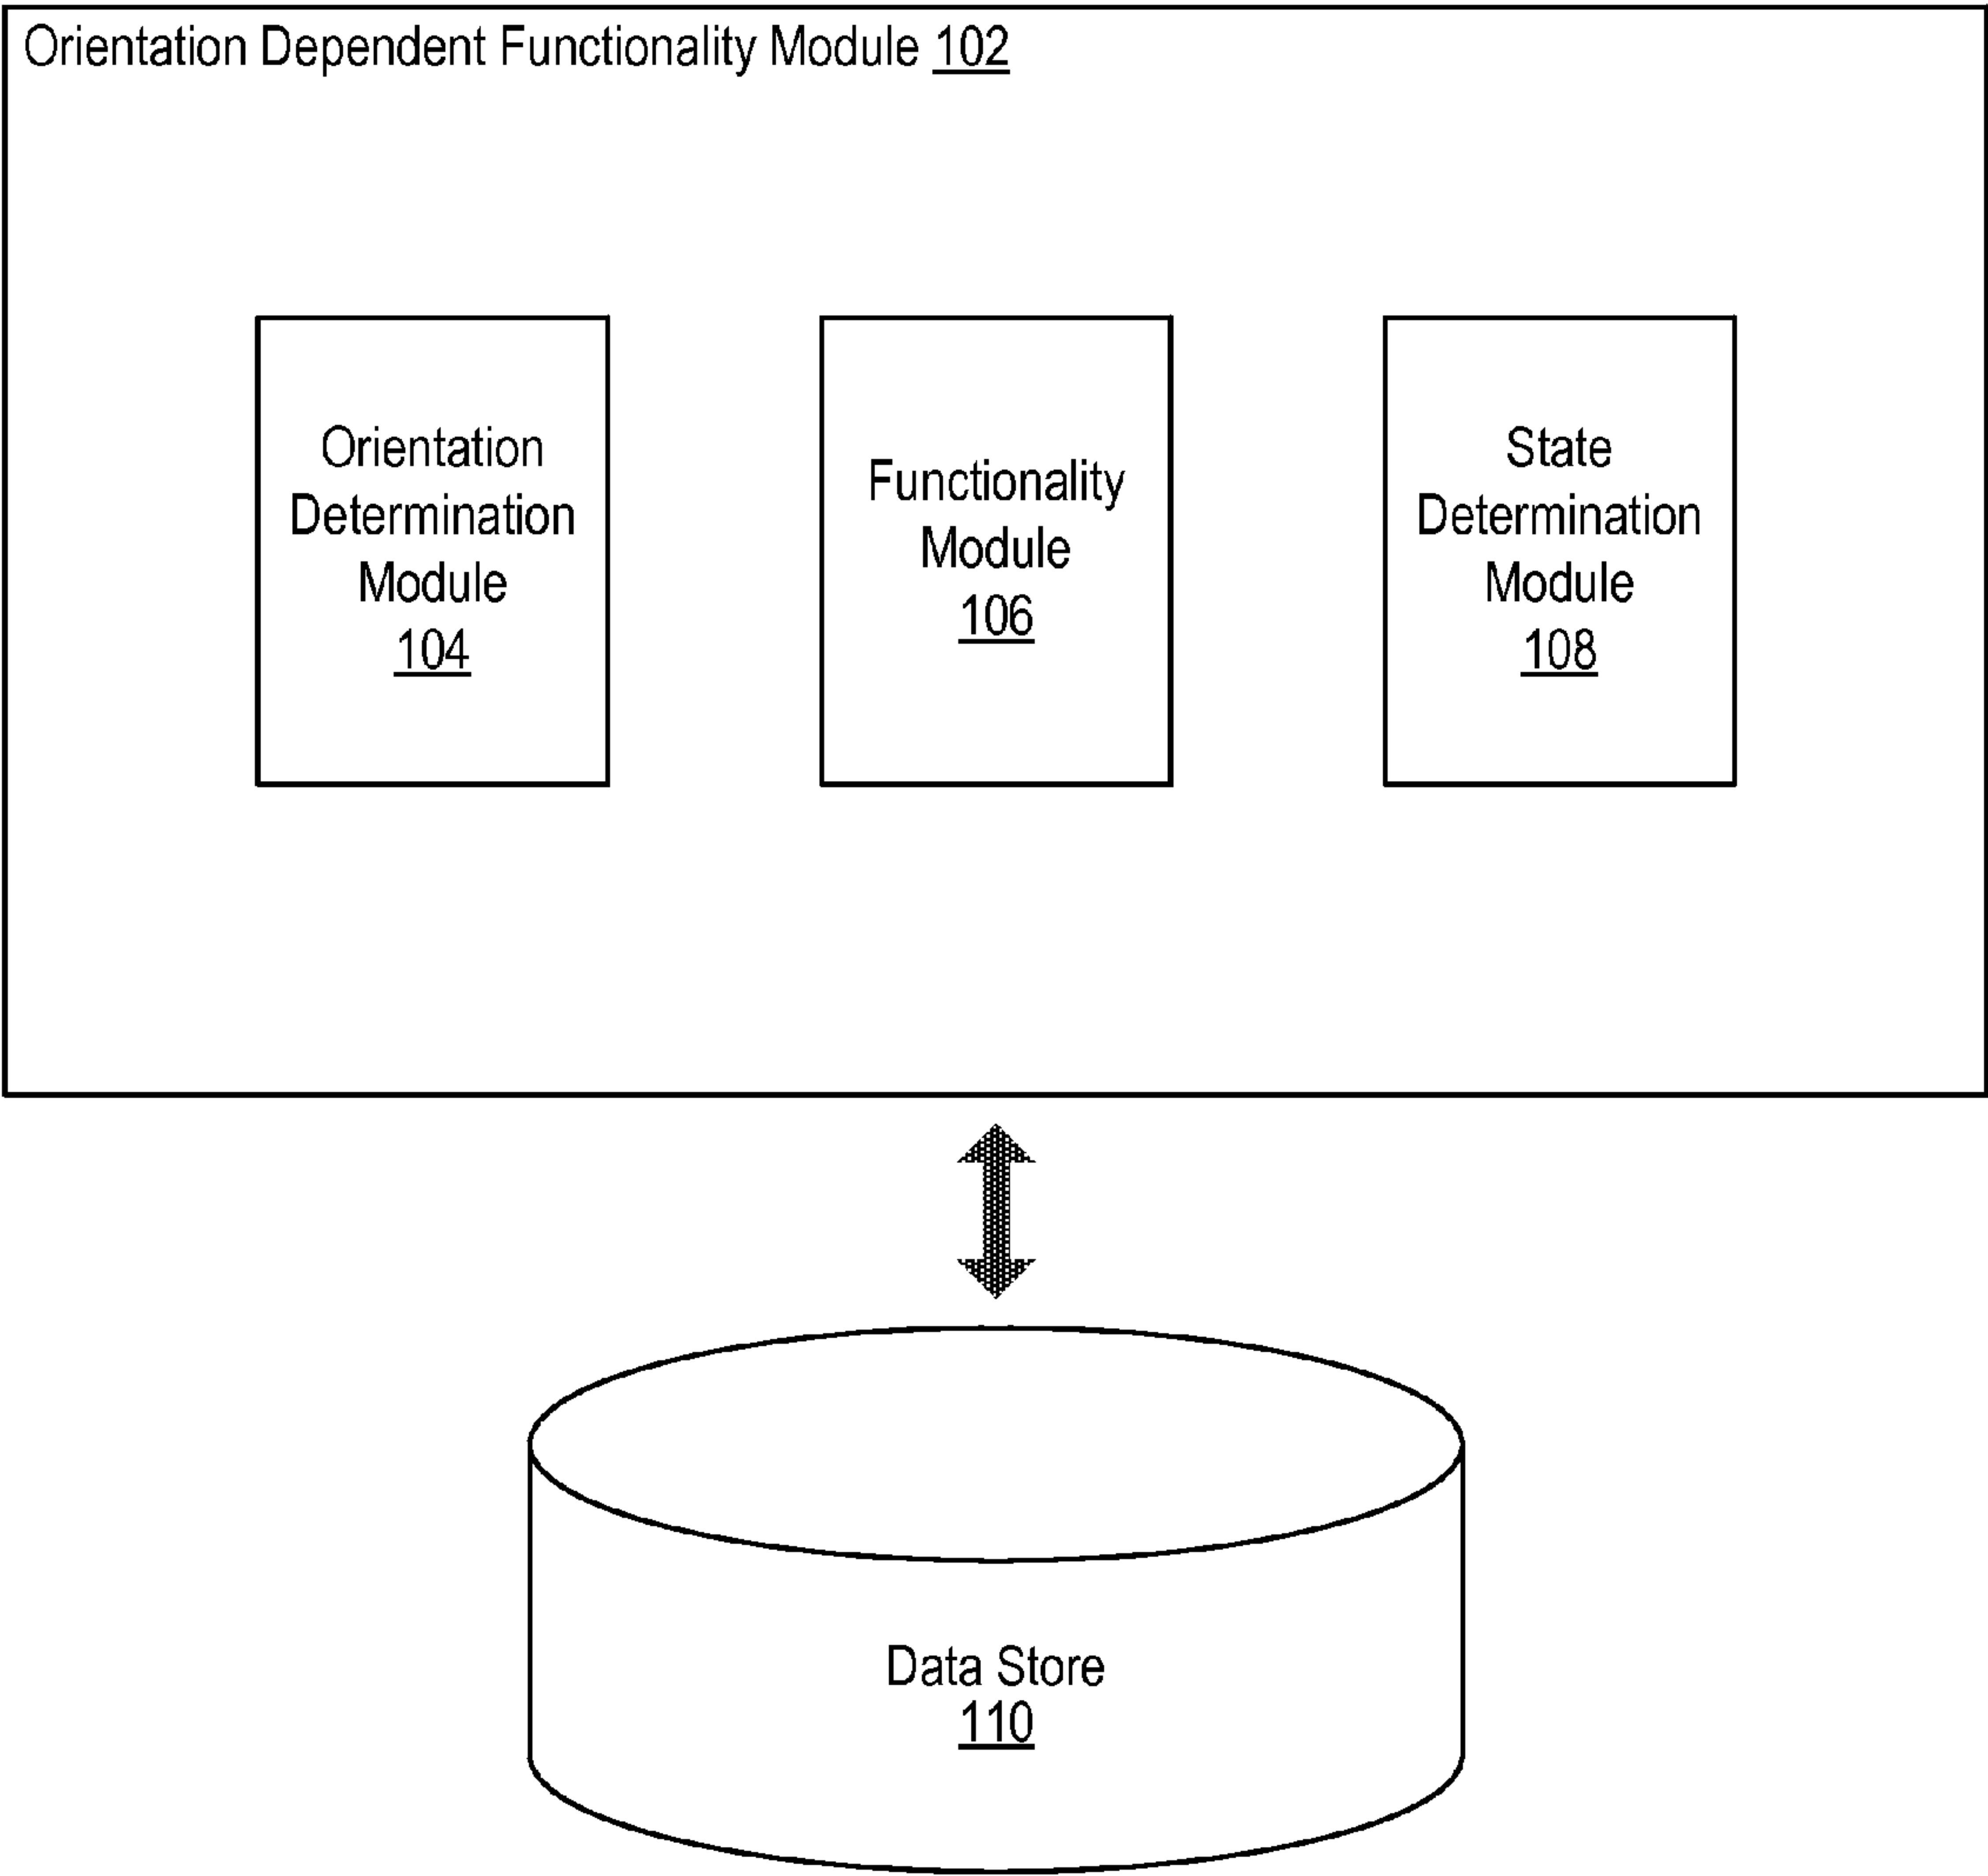 Orientation Dependent Functionality Module 102
Orientation
Determination
Module
104
Functionality
Module
106
State
Determination
Module
108
Data Store
110